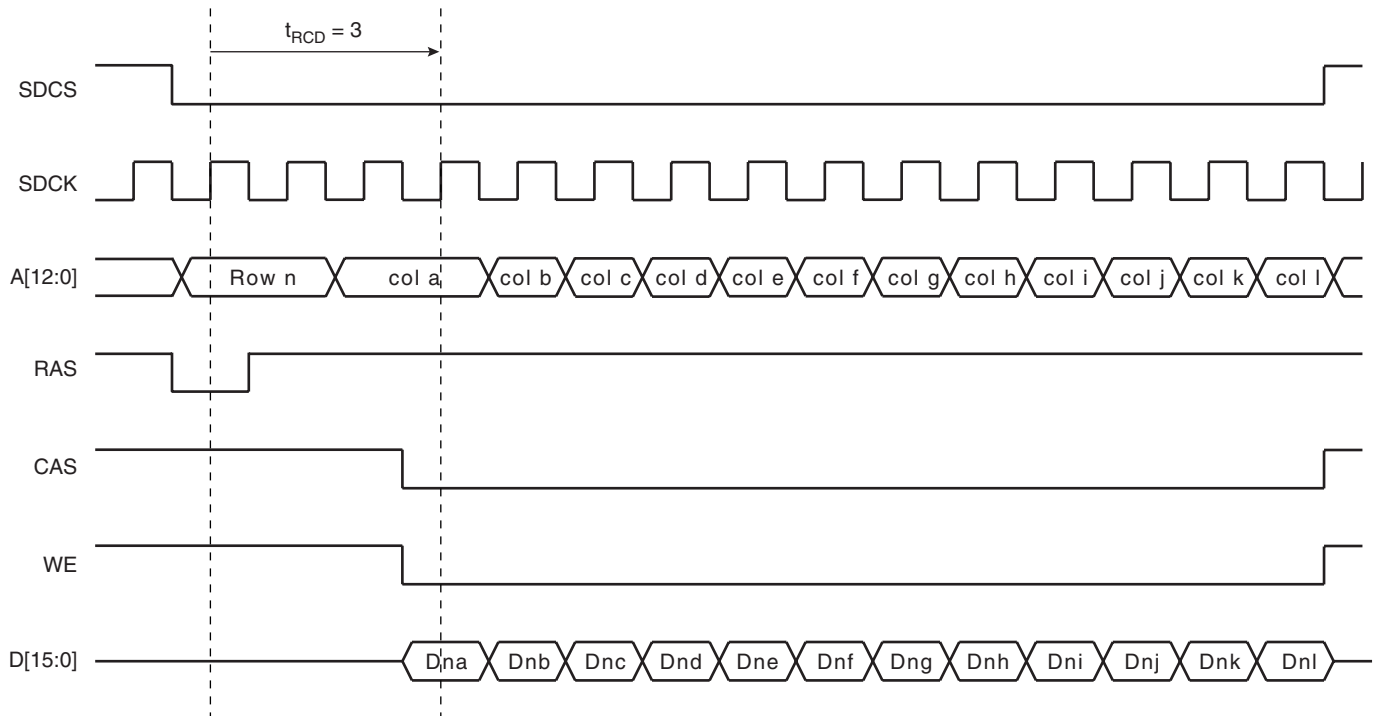 tRCD = 3
SDCS
SDCK
A[12:0] Row n col a col b col c col d col e col f col g col h col i col j col k col l
RAS
CAS
WE
D[15:0] Dna Dnb Dnc Dnd Dne Dnf Dng Dnh Dni Dnj Dnk Dnl